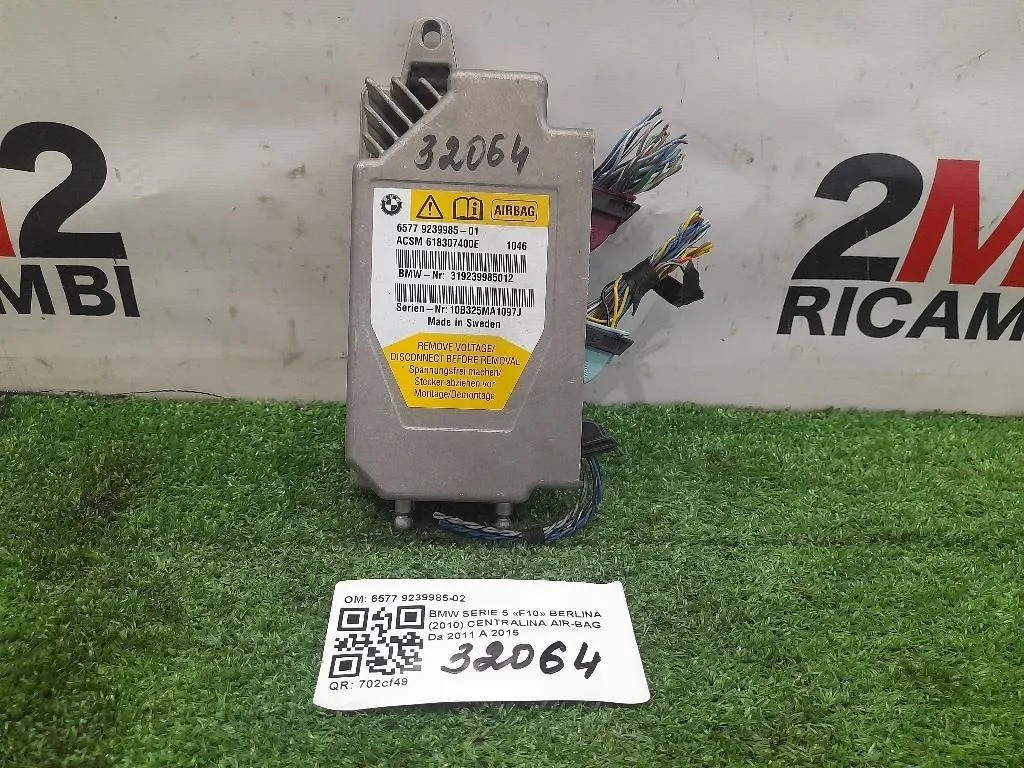 2
MBI
2M
RICAM
32064
BMW
AIRBAG
6577 9239985-01
ACSM 618307400E 1046
BMW-Nr: 319239985012
Serien-Nr: 10B325MA1097J
Made in Sweden
REMOVE VOLTAGE/
DISCONNECT BEFORE REMOVAL
Spannungsfrei machen/
Stecker abziehen vor
Montage/Demontage
OM: 6577 9239985-02
BMW SERIE 5 «F10» BERLINA
(2010) CENTRALINA AIR-BAG
Da 2011 A 2015
32064
QR: 702cf49